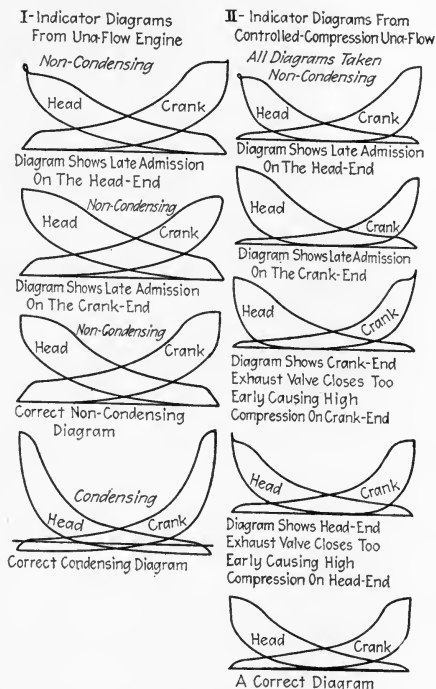 I-Indicator Diagrams
From Una-Flow Engine
Non-Condensing
Head
Crank
Diagram Shows Late Admission
On The Head-End
Non-Condensing
Head
Crank
Diagram Shows Late Admission
On The Crank-End
Non-Condensing
Head
Crank
Correct Non-Condensing
Diagram
Condensing
Head
Crank
Correct Condensing Diagram
II-Indicator Diagrams From
Controlled-Compression Una-Flow
All Diagrams Taken
Non-Condensing
Head
Crank
Diagram Shows Late Admission
On The Head-End
Head
Crank
Diagram Shows Late Admission
On The Crank-End
Head
Crank
Diagram Shows Crank-End
Exhaust Valve Closes Too
Early Causing High
Compression On Crank-End
Head
Crank
Diagram Shows Head-End
Exhaust Valve Closes Too
Early Causing High
Compression On Head-End
Head
Crank
A Correct Diagram